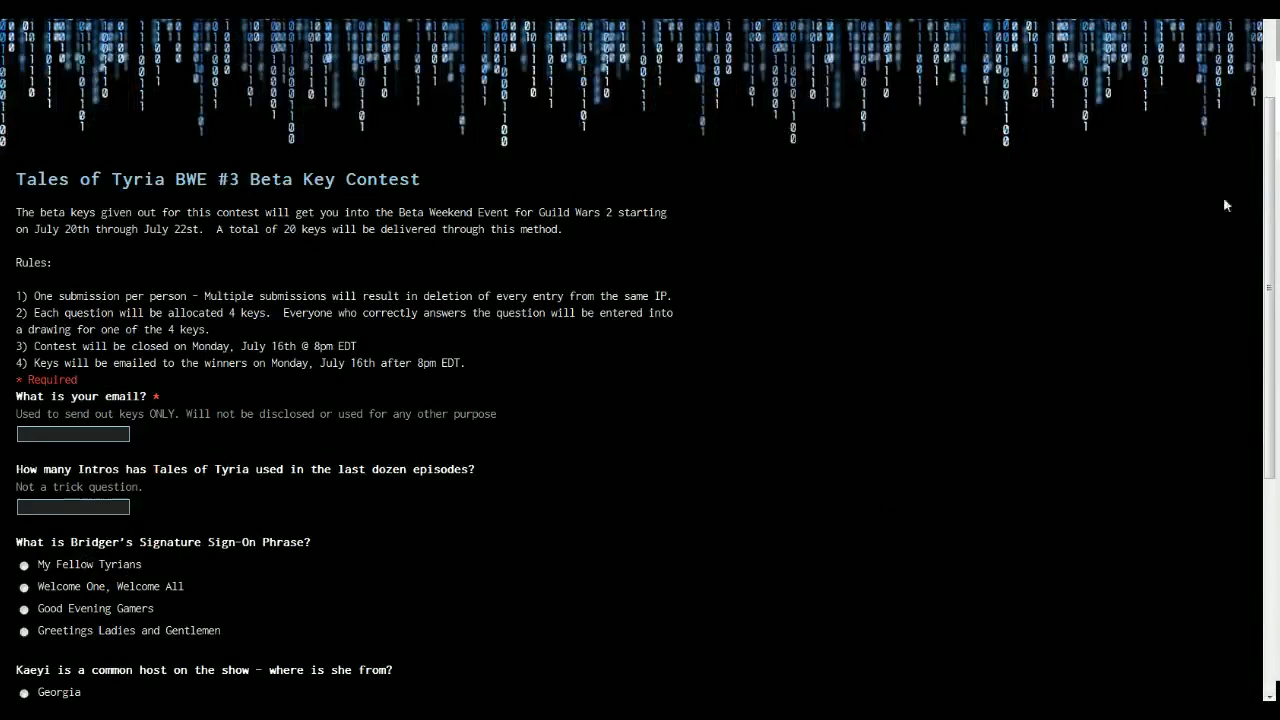 Tales of Tyria BWE #3 Beta Key Contest
The beta keys given out for this contest will get you into the Beta Weekend Event for Guild Wars 2 starting
on July 20th through July 22st.  A total of 20 keys will be delivered through this method.
Rules:
1) One submission per person - Multiple submissions will result in deletion of every entry from the same IP.
2) Each question will be allocated 4 keys.  Everyone who correctly answers the question will be entered into
a drawing for one of the 4 keys.
3) Contest will be closed on Monday, July 16th @ 8pm EDT
4) Keys will be emailed to the winners on Monday, July 16th after 8pm EDT.
* Required
What is your email? *
Used to send out keys ONLY. Will not be disclosed or used for any other purpose
How many Intros has Tales of Tyria used in the last dozen episodes?
Not a trick question.
What is Bridger's Signature Sign-On Phrase?
My Fellow Tyrians
Welcome One, Welcome All
Good Evening Gamers
Greetings Ladies and Gentlemen
Kaeyi is a common host on the show - where is she from?
Georgia